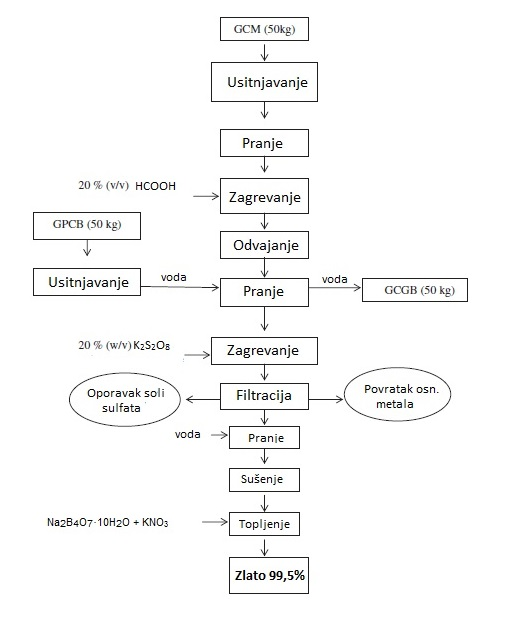 GCM (50kg)
Usitnjavanje
Pranje
20 % (v/v) HCOOH
Zagrevanje
GPCB (50 kg)
Odvajanje
Usitnjavanje
voda
Pranje
voda
GCGB (50 kg)
20 % (w/v) K2S2O8
Zagrevanje
Oporavak soli
sulfata
Filtracija
Povratak osn.
metala
voda
Pranje
Sušenje
Na2B4O7·10H2O + KNO3
Topljenje
Zlato 99,5%